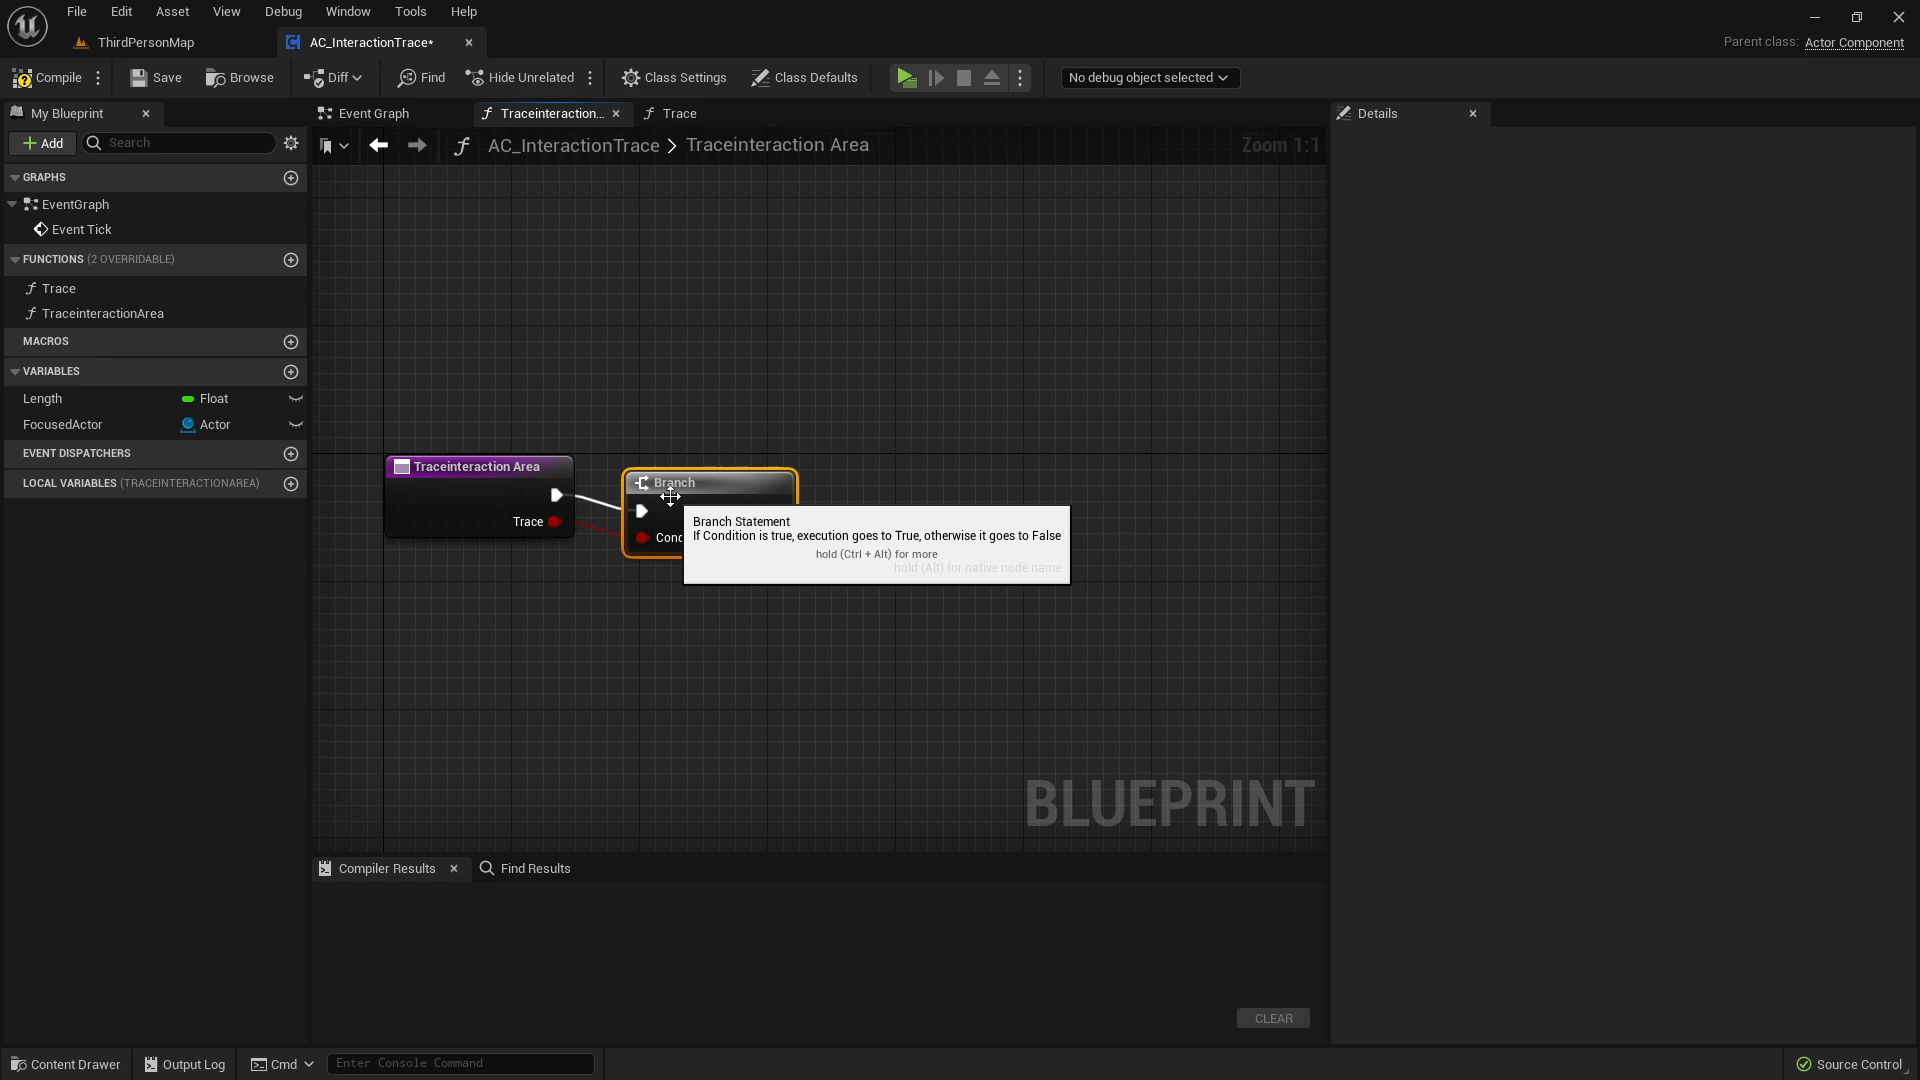 File Edit Asset View Debug Window Tools Help
ThirdPersonMap
AC_InteractionTrace*
Parent class: Actor Component
Compile Save Browse Diff Find Hide Unrelated Class Settings Class Defaults No debug object selected
My Blueprint
Event Graph Traceinteraction... Trace
Details
Add Search
AC_InteractionTrace > Traceinteraction Area
Zoom 1:1
GRAPHS
EventGraph
Event Tick
FUNCTIONS (2 OVERRIDABLE)
Trace
TraceinteractionArea
MACROS
VARIABLES
Length Float
FocusedActor Actor
EVENT DISPATCHERS
LOCAL VARIABLES (TRACEINTERACTIONAREA)
Traceinteraction Area
Trace
Branch
Cond
Branch Statement
If Condition is true, execution goes to True, otherwise it goes to False
hold (Ctrl + Alt) for more
hold (Alt) for native node name
BLUEPRINT
Compiler Results Find Results
CLEAR
Content Drawer Output Log Cmd Enter Console Command Source Control